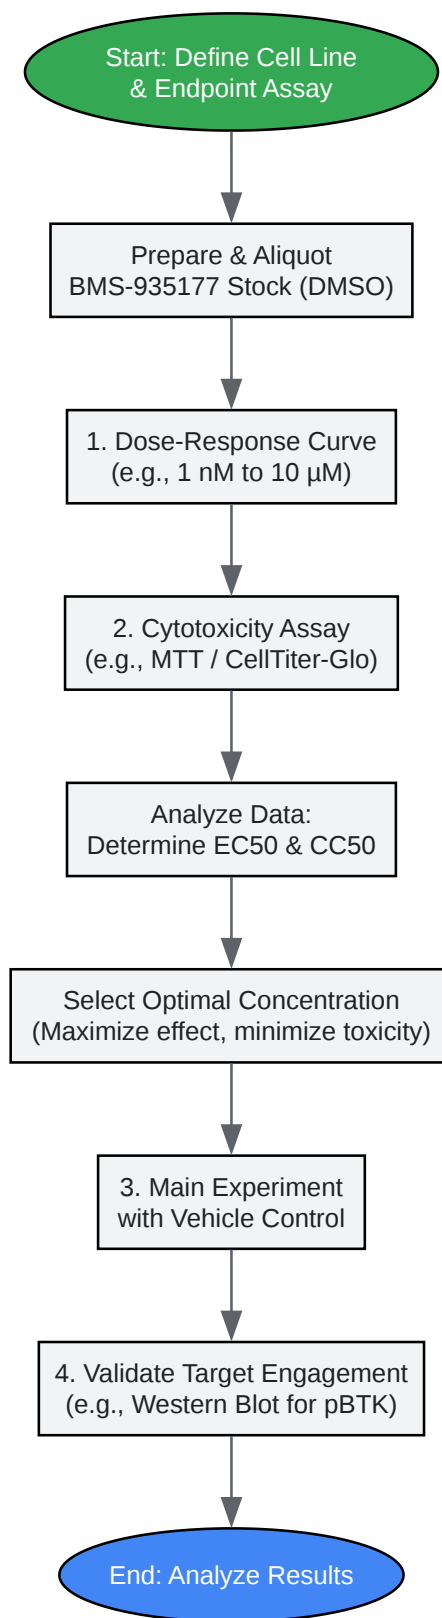 Start: Define Cell Line
& Endpoint Assay
Prepare & Aliquot
BMS-935177 Stock (DMSO)
1. Dose-Response Curve
(e.g., 1 nM to 10 µM)
2. Cytotoxicity Assay
(e.g., MTT / CellTiter-Glo)
Analyze Data:
Determine EC50 & CC50
Select Optimal Concentration
(Maximize effect, minimize toxicity)
3. Main Experiment
with Vehicle Control
4. Validate Target Engagement
(e.g., Western Blot for pBTK)
End: Analyze Results